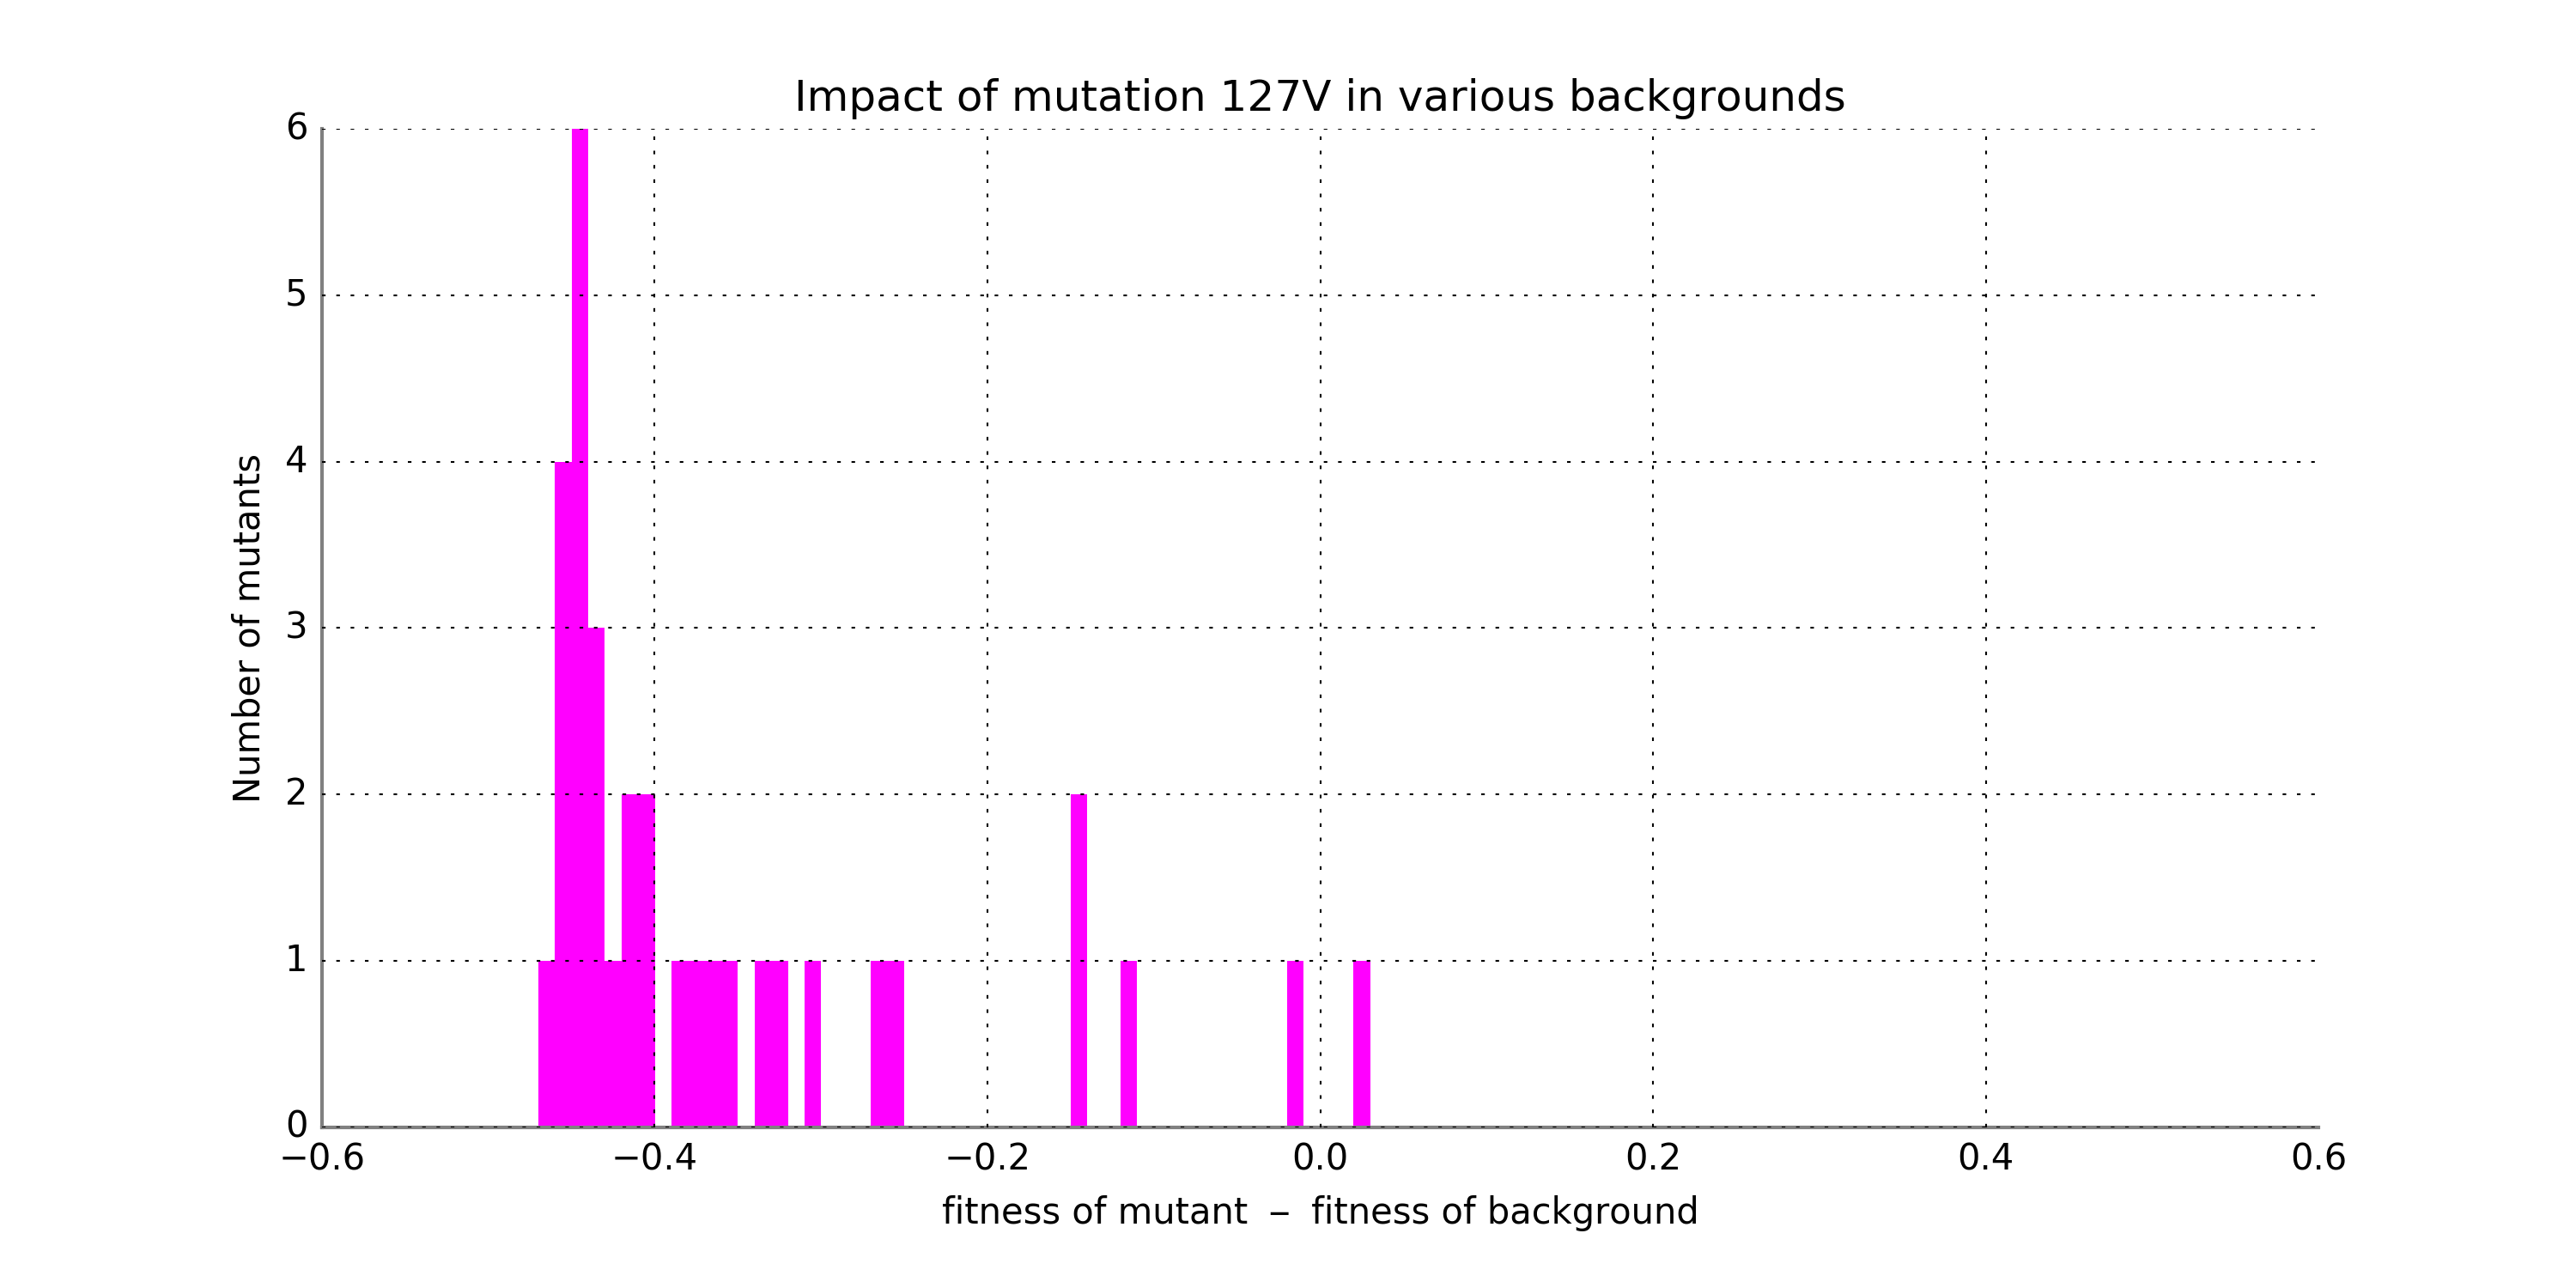 Impact of mutation 127V in various backgrounds
6
5
4
3
2
1
0
Number of mutants
−0.6 −0.4 −0.2 0.0 0.2 0.4 0.6
fitness of mutant − fitness of background